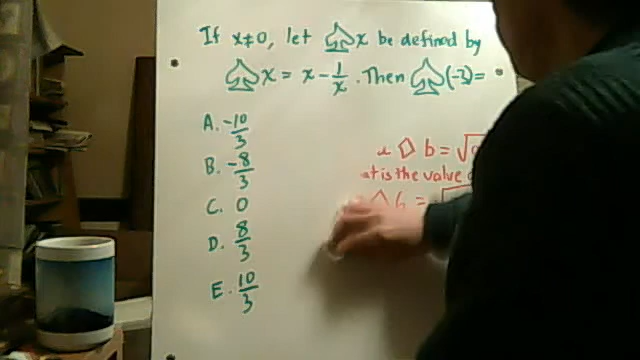 If x≠0, let ♤x be defined by
♤x = x - 1/x. Then ♤(-3)=
A. -10/3
B. -8/3
C. 0
D. 8/3
E. 10/3
◇ b = √
is the value